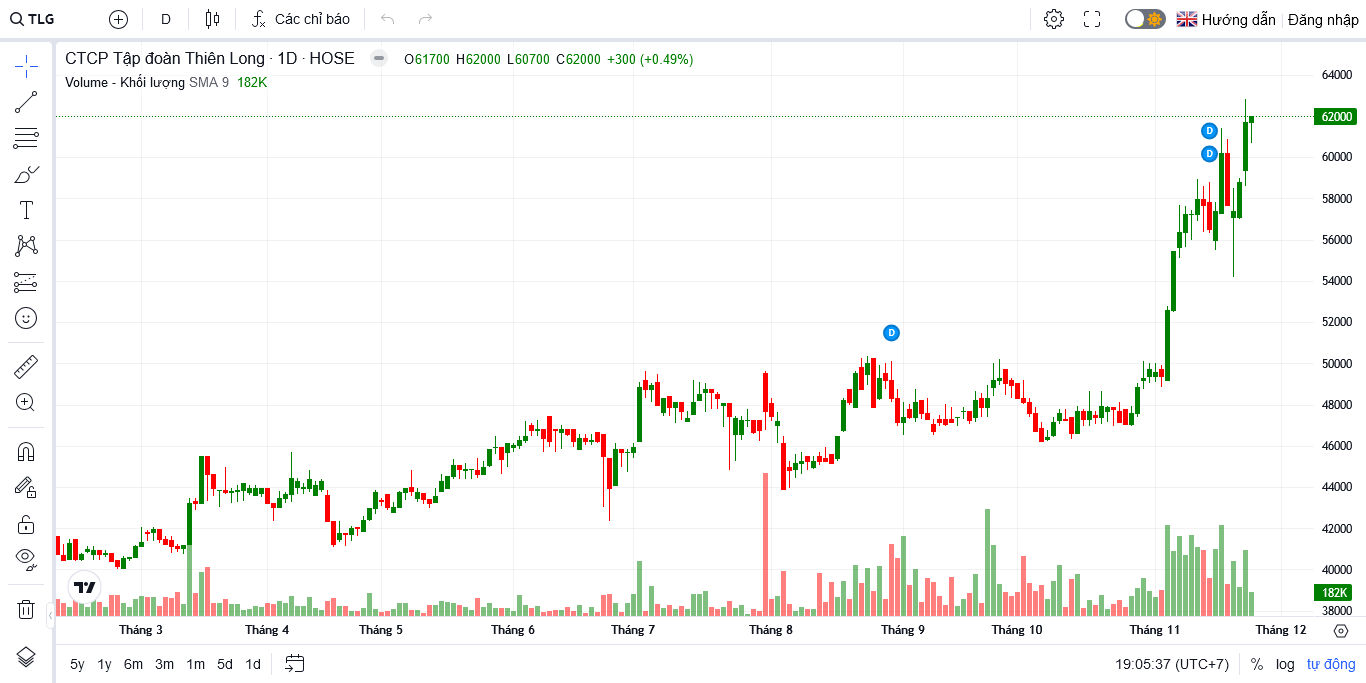 TLG D Các chỉ báo Hướng dẫn Đăng nhập
CTCP Tập đoàn Thiên Long · 1D · HOSE O61700 H62000 L60700 C62000 +300 (+0.49%)
Volume - Khối lượng SMA 9 182K
64000
62000
60000
58000
56000
54000
52000
50000
48000
46000
44000
42000
40000
182K
38000
D
D
D
Tháng 3 Tháng 4 Tháng 5 Tháng 6 Tháng 7 Tháng 8 Tháng 9 Tháng 10 Tháng 11 Tháng 12
5y 1y 6m 3m 1m 5d 1d 19:05:37 (UTC+7) % log tự động